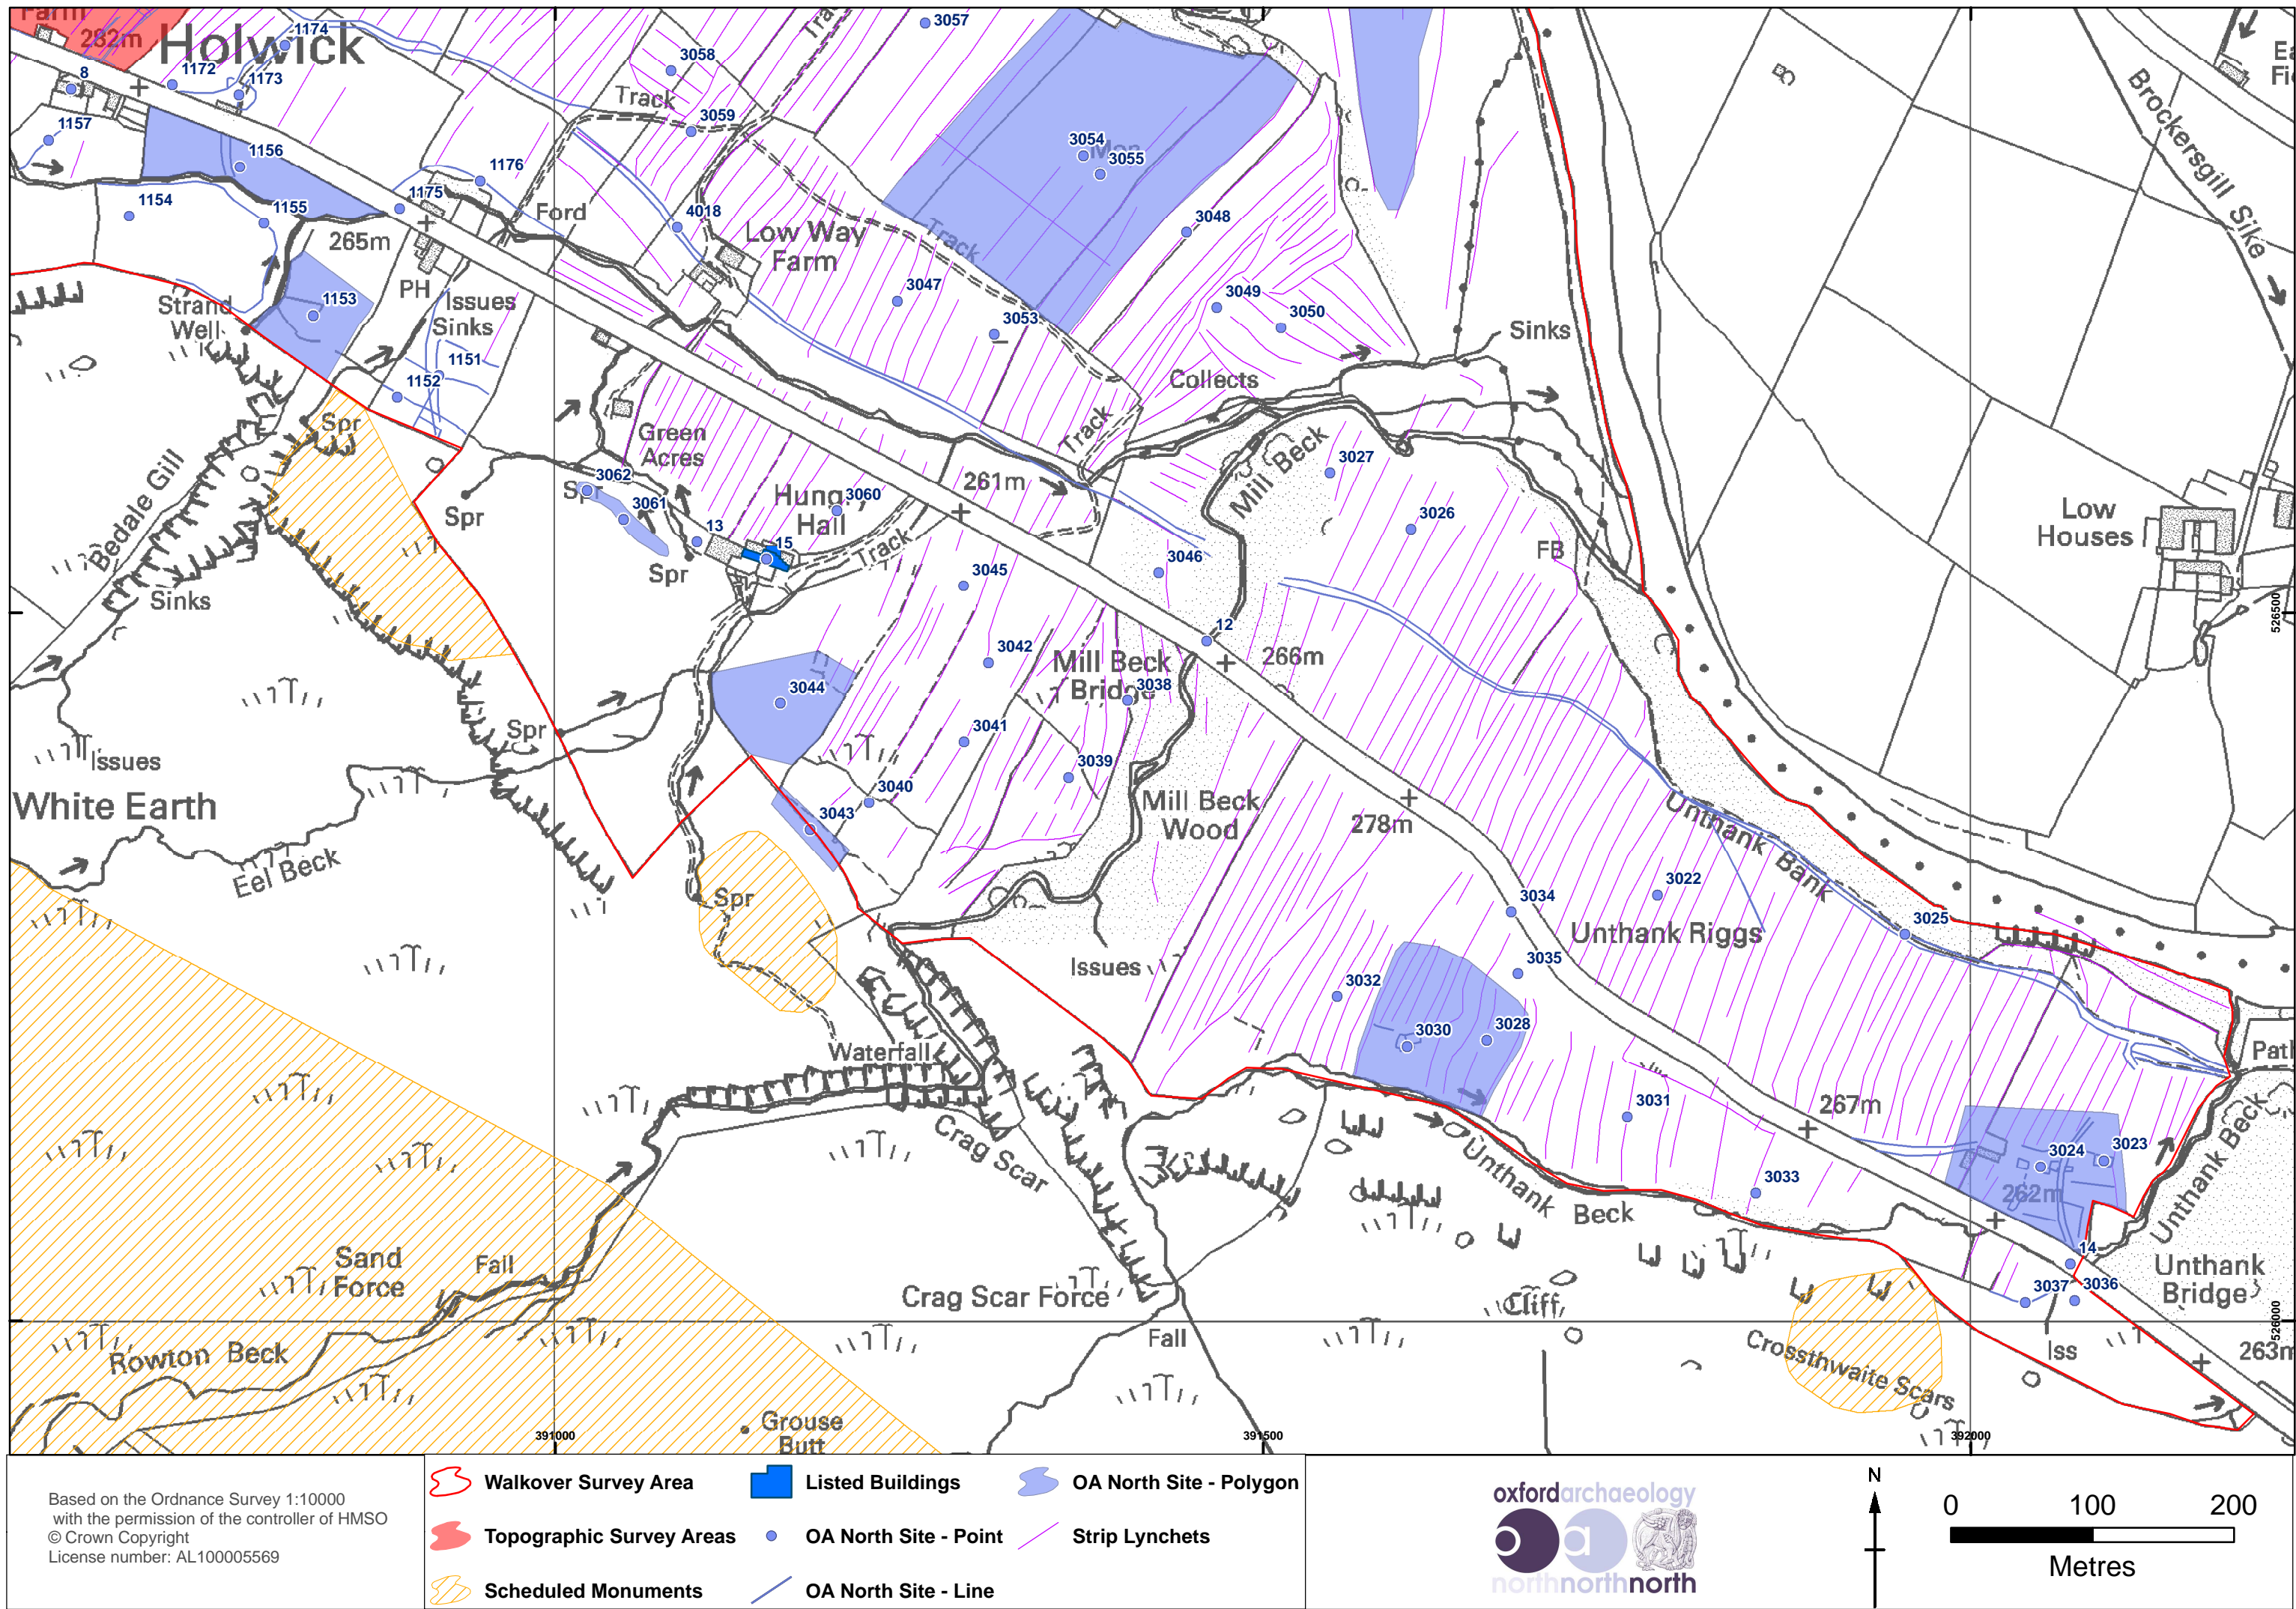 Farm
282m
Holwick
1174
8
1172
1173
1157
1156
1154
1155
1175
1176
265m
Ford
3057
3058
Track
3059
Track
4018
Low Way
Farm
3054
3055
3048
Track
3047
3053
3049
3050
Sinks
Collects
Brockersgill Sike
Strand
Well
1153
PH
Issues
Sinks
1151
1152
Spr
Bedale Gill
Sinks
Spr
Green
Acres
3062
Spr
3061
13
15
Spr
3060
Hall
Track
261m
Track
Mill Beck
3027
3026
FB
Low
Houses
526500
3045
3046
12
266m
3042
Mill Beck
Bridge
3038
3044
3041
3039
3040
3043
Spr
Issues
White Earth
Eel Beck
Spr
Mill Beck
Wood
278m
Unthank Bank
3022
3034
Unthank Riggs
3025
3035
3032
3030
3028
Issues
Waterfall
Crag Scar
3031
267m
3033
Unthank Beck
3024
3023
262m
Unthank Beck
14
Unthank
Bridge
3037
3036
526000
Iss
263m
Crossthwaite Scars
Cliff
Sand
Force
Fall
Crag Scar Force
Fall
Rowton Beck
Grouse
Butt
391000
391500
392000
Based on the Ordnance Survey 1:10000
with the permission of the controller of HMSO
© Crown Copyright
License number: AL100005569
Walkover Survey Area
Topographic Survey Areas
Scheduled Monuments
Listed Buildings
OA North Site - Point
OA North Site - Line
OA North Site - Polygon
Strip Lynchets
oxfordarchaeology
oa
northnorthnorth
N
0 100 200
Metres